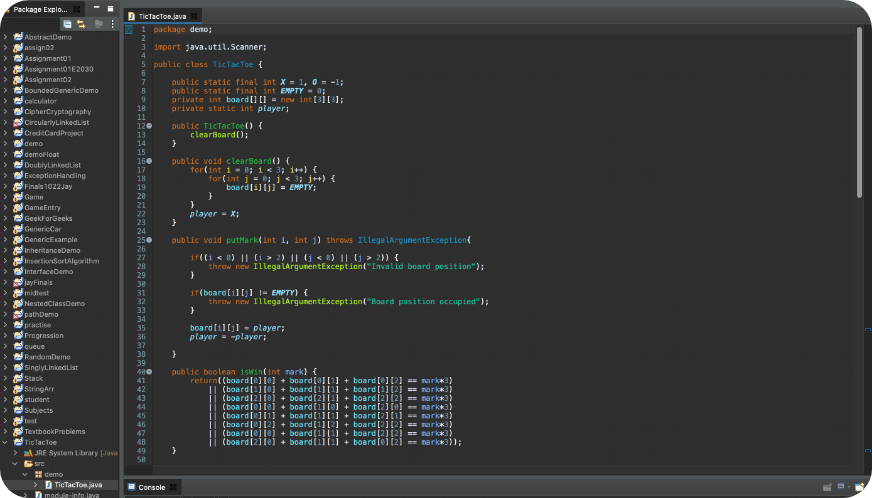 Package Explo...
AbstractDemo
assign02
Assignment01
Assignment01E2030
Assignment02
BoundedGenericDemo
calculator
CipherCryptography
CircularlyLinkedList
CreditCardProject
demo
demoFloat
DoublyLinkedList
ExceptionHandling
Finals1022Jay
Game
GameEntry
GeekForGeeks
GenericCar
GenericExample
InheritanceDemo
InsertionSortAlgorithm
InterfaceDemo
jayFinals
midtest
NestedClassDemo
pathDemo
practise
Progression
queue
RandomDemo
SinglyLinkedList
Stack
StringArr
student
Subjects
test
TextbookProblems
TicTacToe
JRE System Library [Java
src
demo
TicTacToe.java
module-info.java
TicTacToe.java
1 package demo;
2
3 import java.util.Scanner;
4
5 public class TicTacToe {
6
7 public static final int X = 1, O = -1;
8 public static final int EMPTY = 0;
9 private int board[][] = new int[3][3];
10 private static int player;
11
12 public TicTacToe() {
13 clearBoard();
14 }
15
16 public void clearBoard() {
17 for(int i = 0; i < 3; i++) {
18 for(int j = 0; j < 3; j++) {
19 board[i][j] = EMPTY;
20 }
21 }
22 player = X;
23 }
24
25 public void putMark(int i, int j) throws IllegalArgumentException{
26
27 if((i < 0) || (i > 2) || (j < 0) || (j > 2)) {
28 throw new IllegalArgumentException("Invalid board position");
29 }
30
31 if(board[i][j] != EMPTY) {
32 throw new IllegalArgumentException("Board position occupied");
33 }
34
35 board[i][j] = player;
36 player = -player;
37
38 }
39
40 public boolean isWin(int mark) {
41 return((board[0][0] + board[0][1] + board[0][2] == mark*3)
42 || (board[1][0] + board[1][1] + board[1][2] == mark*3)
43 || (board[2][0] + board[2][1] + board[2][2] == mark*3)
44 || (board[0][0] + board[1][0] + board[2][0] == mark*3)
45 || (board[0][1] + board[1][1] + board[2][1] == mark*3)
46 || (board[0][2] + board[1][2] + board[2][2] == mark*3)
47 || (board[0][0] + board[1][1] + board[2][2] == mark*3)
48 || (board[2][0] + board[1][1] + board[0][2] == mark*3));
49 }
50
Console